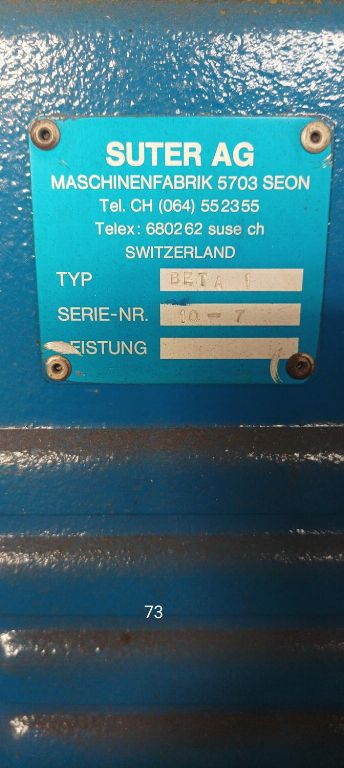 SUTER AG
MASCHINENFABRIK 5703 SEON
Tel. CH (064) 552355
Telex: 680262 suse ch
SWITZERLAND
TYP BETA 1
SERIE-NR. 10-7
LEISTUNG
73